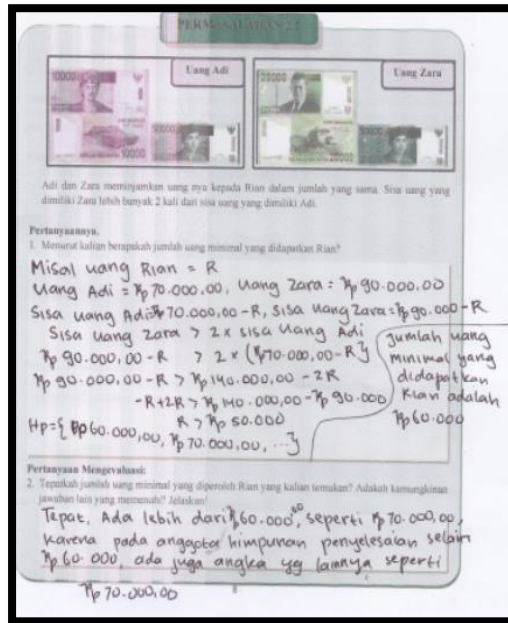 PERMASALAHAN 2.2
Uang Adi
Uang Zara
10000
10000
20000
Adi dan Zara meminjamkan uang nya kepada Rian dalam jumlah yang sama. Sisa uang yang
dimiliki Zara lebih banyak 2 kali dari sisa uang yang dimiliki Adi.
Pertanyaannya.
1. Menurut kalian berapakah jumlah uang minimal yang didapatkan Rian?
Misal uang Rian = R
Uang Adi = Rp 70.000,00, Uang Zara = Rp 90.000,00
Sisa Uang Adi = Rp 70.000,00 - R, Sisa Uang Zara = Rp 90.000 - R
Sisa Uang Zara > 2 x sisa Uang Adi
Rp 90.000,00 - R > 2 x (Rp 70.000,00 - R)
Rp 90.000,00 - R > Rp 140.000,00 - 2R
-R+2R > Rp 140.000,00 - Rp 90.000
R > Rp 50.000
Hp = { Rp 60.000,00, Rp 70.000,00, ...}
jumlah uang
minimal yang
didapatkan
Rian adalah
Rp 60.000
Pertanyaan Mengevaluasi:
2. Tepatkah jumlah uang minimal yang diperoleh Rian yang kalian temukan? Adakah kemungkinan
jawaban lain yang memenuhi? Jelaskan!
Tepat, Ada lebih dari Rp 60.000,00, seperti Rp 70.000,00,
karena pada anggota himpunan penyelesaian selain
Rp 60.000, ada juga angka yg lainnya seperti
Rp 70.000,00
8